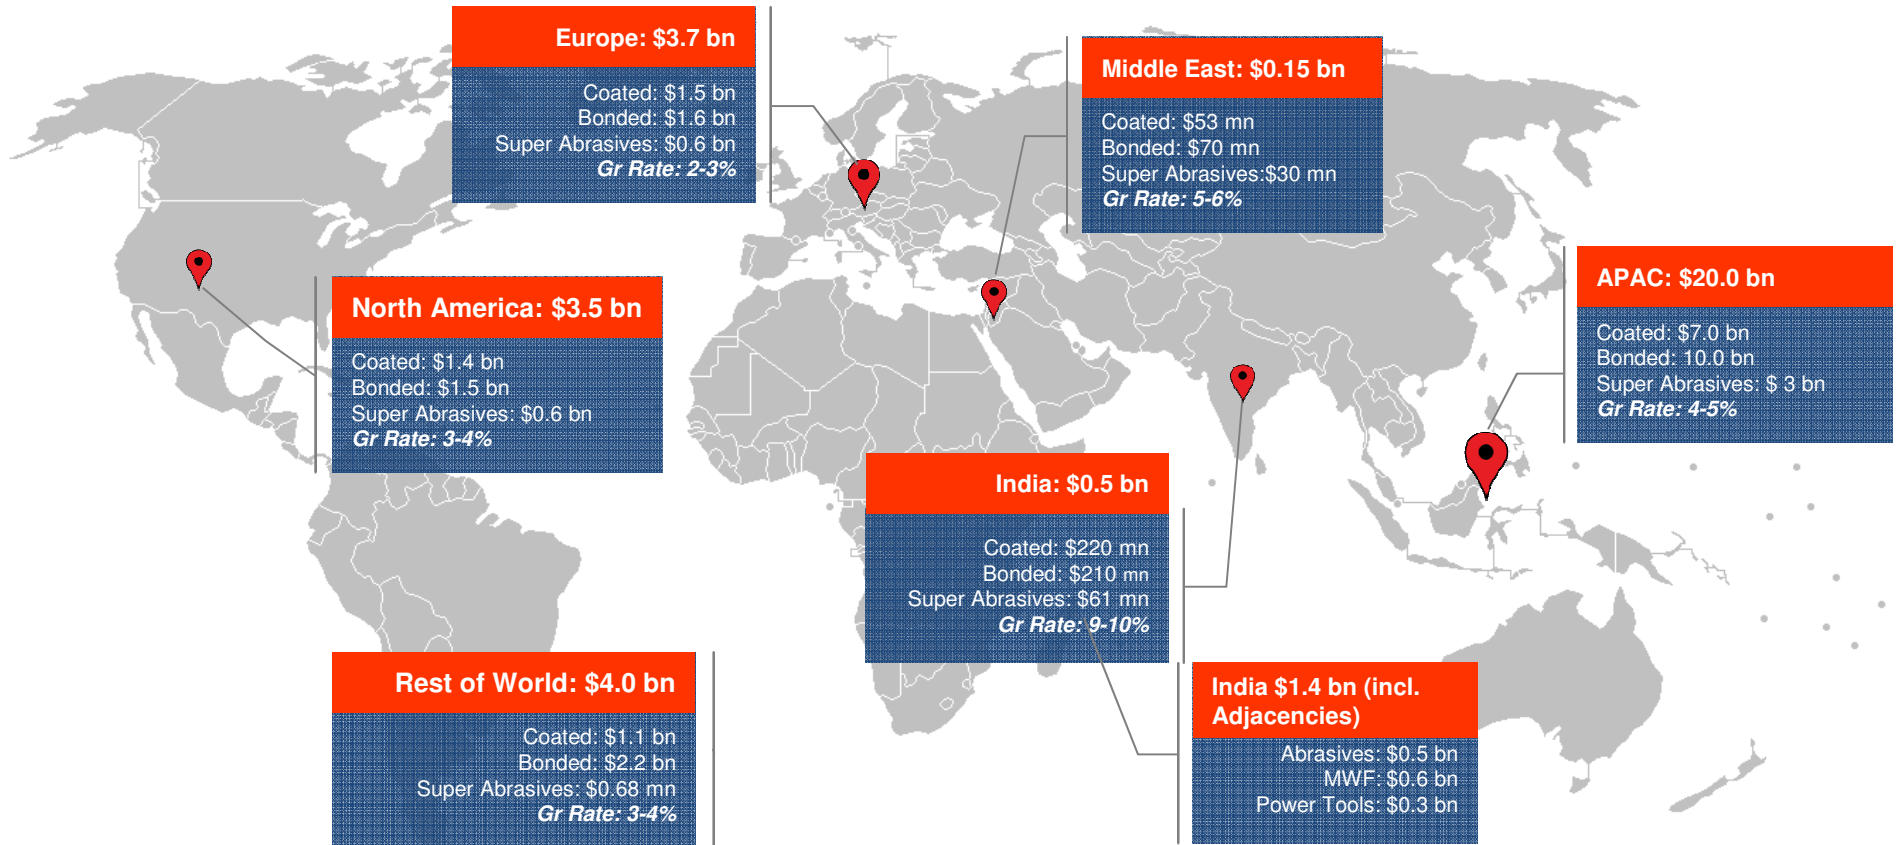 Europe: $3.7 bn
Coated: $1.5 bn
Bonded: $1.6 bn
Super Abrasives: $0.6 bn
Gr Rate: 2-3%
Middle East: $0.15 bn
Coated: $53 mn
Bonded: $70 mn
Super Abrasives:$30 mn
Gr Rate: 5-6%
North America: $3.5 bn
Coated: $1.4 bn
Bonded: $1.5 bn
Super Abrasives: $0.6 bn
Gr Rate: 3-4%
APAC: $20.0 bn
Coated: $7.0 bn
Bonded: 10.0 bn
Super Abrasives: $ 3 bn
Gr Rate: 4-5%
India: $0.5 bn
Coated: $220 mn
Bonded: $210 mn
Super Abrasives: $61 mn
Gr Rate: 9-10%
Rest of World: $4.0 bn
Coated: $1.1 bn
Bonded: $2.2 bn
Super Abrasives: $0.68 mn
Gr Rate: 3-4%
India $1.4 bn (incl.
Adjacencies)
Abrasives: $0.5 bn
MWF: $0.6 bn
Power Tools: $0.3 bn